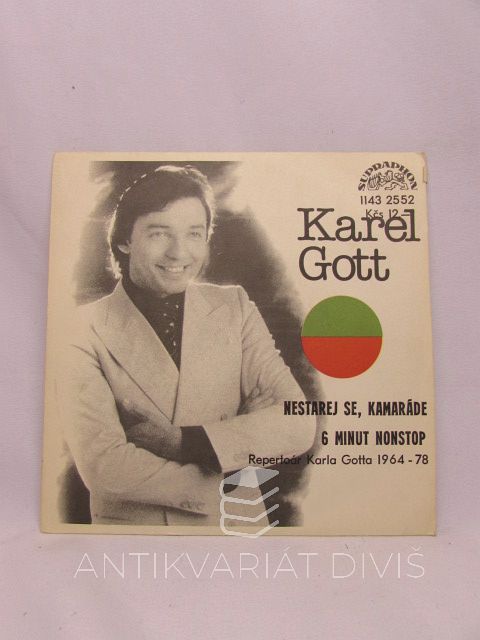 SUPRAPHON
1143 2552
Kčs 12
Karel
Gott
NESTAREJ SE, KAMARÁDE
6 MINUT NONSTOP
Repertoár Karla Gotta 1964-78
ANTIKVARIÁT DIVIŠ